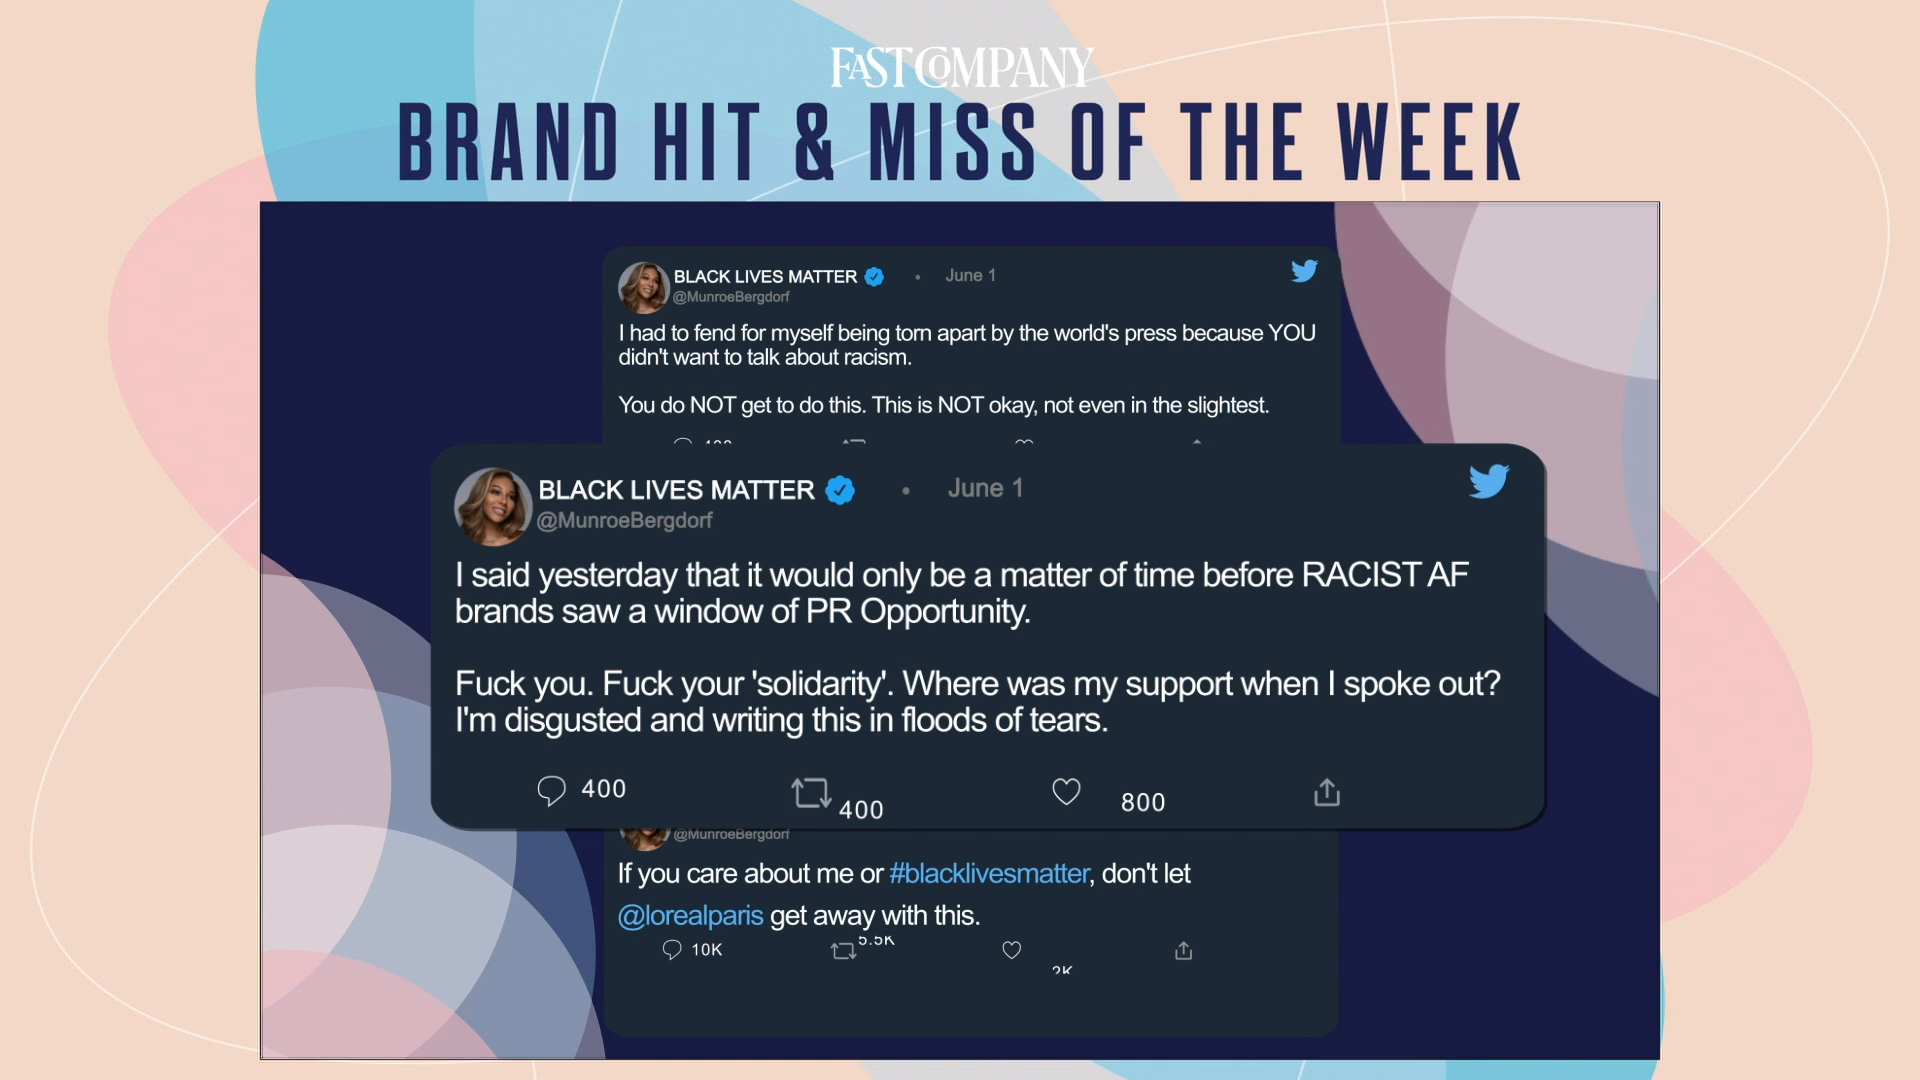 FAST COMPANY
BRAND HIT & MISS OF THE WEEK
BLACK LIVES MATTER • June 1
@MunroeBergdorf
I had to fend for myself being torn apart by the world's press because YOU
didn't want to talk about racism.
You do NOT get to do this. This is NOT okay, not even in the slightest.
BLACK LIVES MATTER • June 1
@MunroeBergdorf
I said yesterday that it would only be a matter of time before RACIST AF
brands saw a window of PR Opportunity.
Fuck you. Fuck your 'solidarity'. Where was my support when I spoke out?
I'm disgusted and writing this in floods of tears.
400 400 800
@MunroeBergdorf
If you care about me or #blacklivesmatter, don't let
@lorealparis get away with this.
10K 5.5K